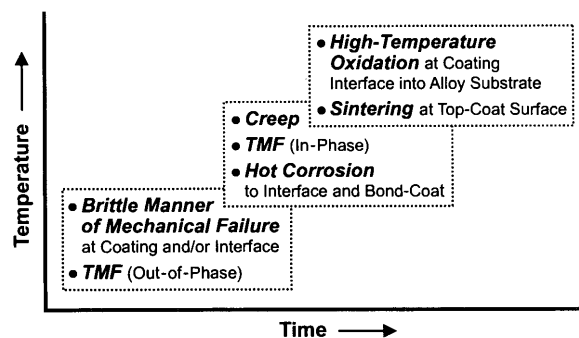 Temperature
• High-Temperature
Oxidation at Coating
Interface into Alloy Substrate
• Sintering at Top-Coat Surface
• Creep
• TMF (In-Phase)
• Hot Corrosion
to Interface and Bond-Coat
• Brittle Manner
of Mechanical Failure
at Coating and/or Interface
• TMF (Out-of-Phase)
Time